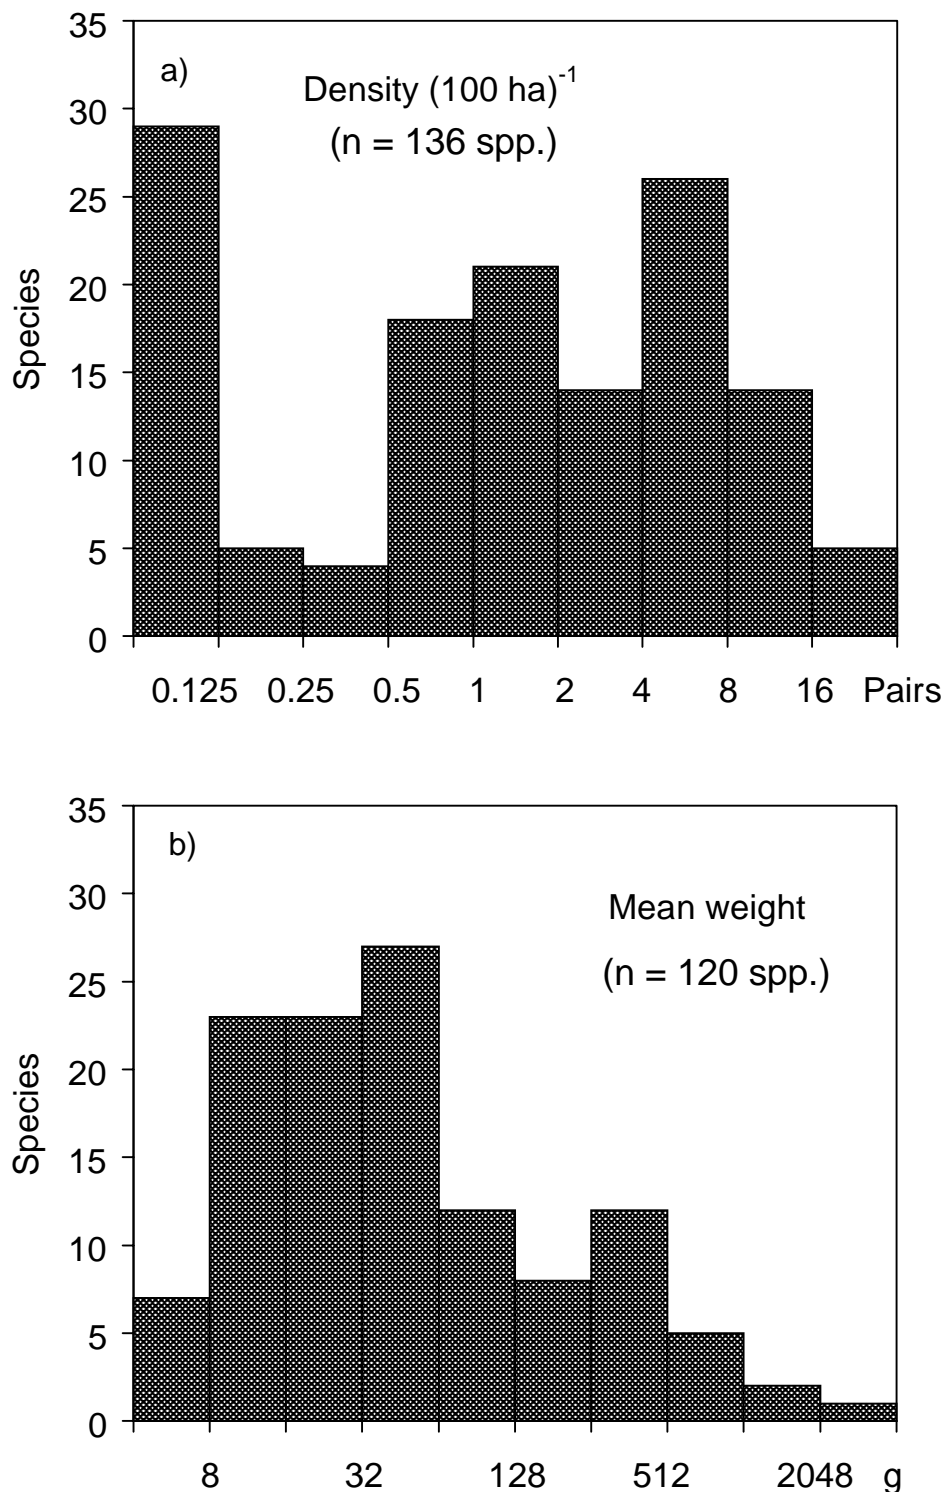 35
a)
Density (100 ha)-1
30
(n = 136 spp.)
25
20
Species
15
10
5
0
0.125 0.25 0.5 1 2 4 8 16 Pairs
35
b)
30
Mean weight
(n = 120 spp.)
25
20
Species
15
10
5
0
8 32 128 512 2048 g